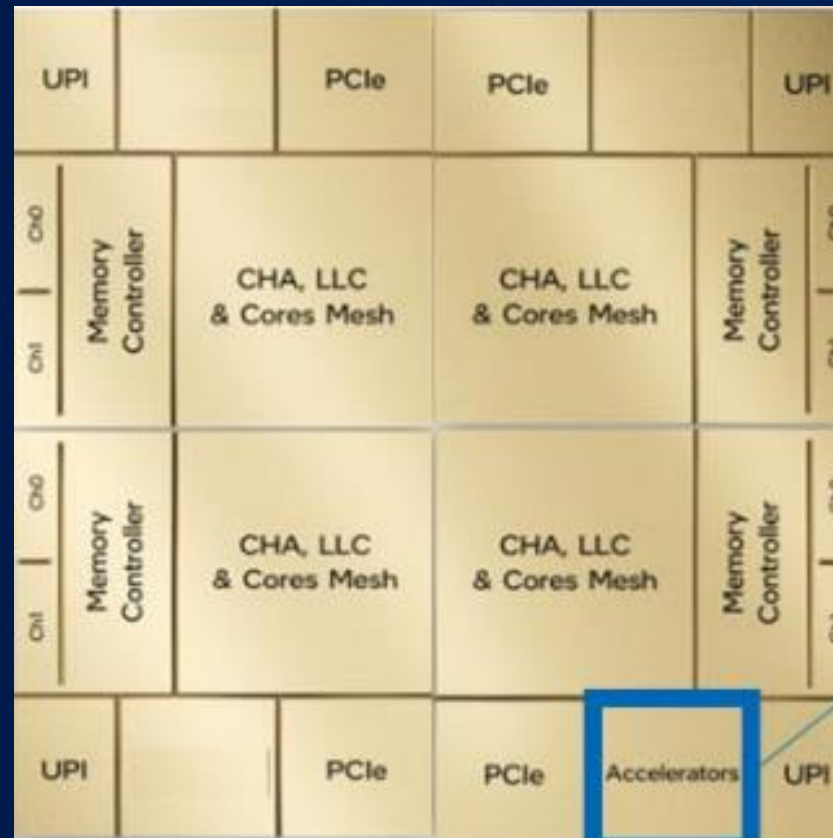 UPI
PCIe
PCIe
UPI
Ch0
Ch1
Memory
Controller
CHA, LLC
& Cores Mesh
CHA, LLC
& Cores Mesh
Memory
Controller
Ch0
Ch1
Memory
Controller
CHA, LLC
& Cores Mesh
CHA, LLC
& Cores Mesh
Memory
Controller
UPI
PCIe
PCIe
Accelerators
UPI